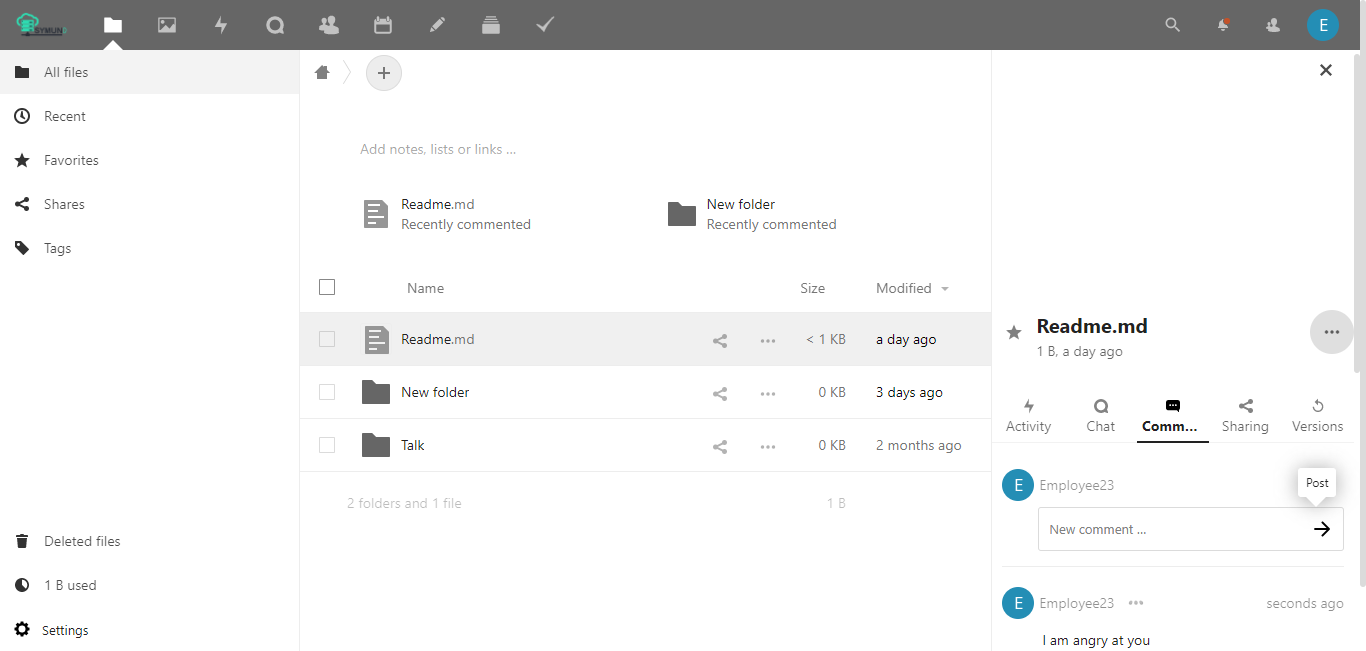 SYMUN
E
All files
Recent
Favorites
Shares
Tags
Deleted files
1 B used
Settings
Add notes, lists or links ...
Readme.md
Recently commented
New folder
Recently commented
Name Size Modified
Readme.md < 1 KB a day ago
New folder 0 KB 3 days ago
Talk 0 KB 2 months ago
2 folders and 1 file 1 B
Readme.md
1 B, a day ago
Activity Chat Comm... Sharing Versions
E Employee23
Post
New comment ...
E Employee23 seconds ago
I am angry at you